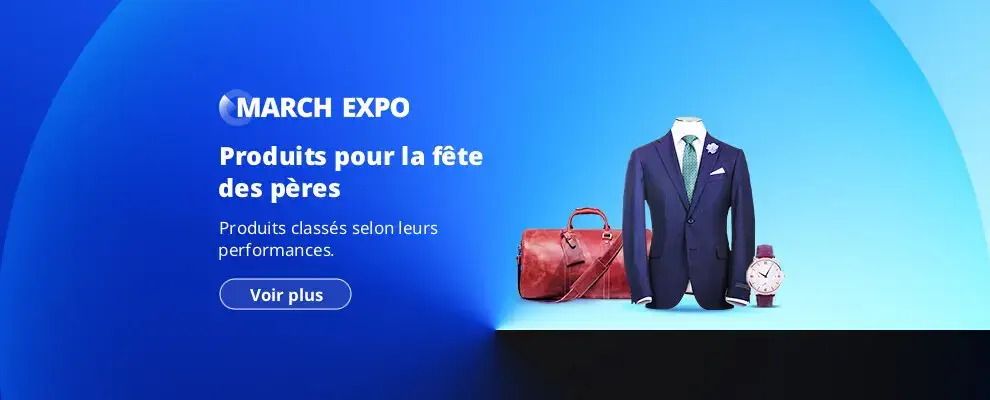 MARCH EXPO
Produits pour la fête
des pères
Produits classés selon leurs
performances.
Voir plus